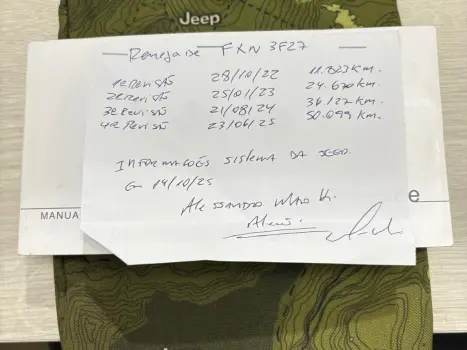 Jeep
Renegade FXN 3F27
1ª Revisão 28/10/22 11.823 Km.
2ª Revisão 25/01/23 24.670 Km.
3ª Revisão 21/08/24 36.127 Km.
4ª Revisão 23/06/25 50.099 Km.
Informações sistema da JEEP.
Em 14/10/25
Alessandro
MANUA
e